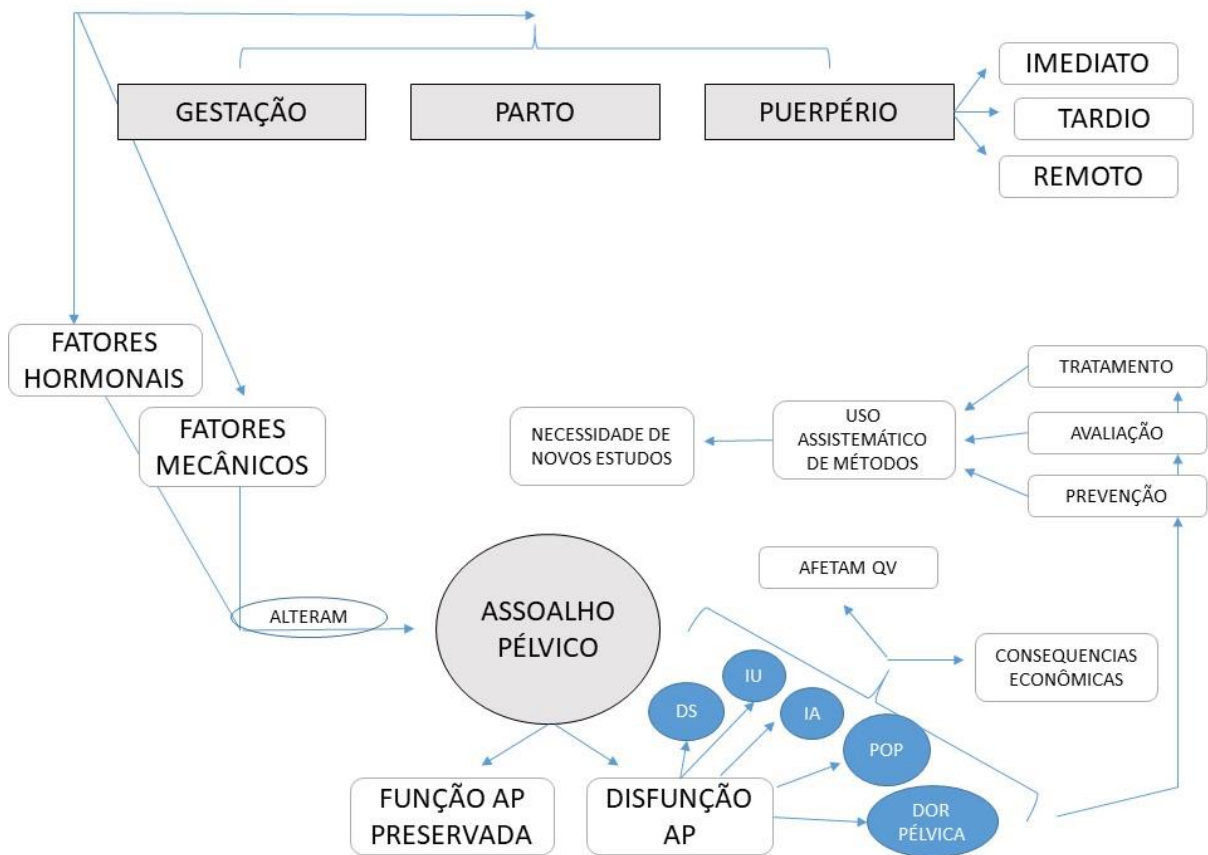 GESTAÇÃO
PARTO
PUERPÉRIO
IMEDIATO
TARDIO
REMOTO
FATORES
HORMONAIS
FATORES
MECÂNICOS
NECESSIDADE DE
NOVOS ESTUDOS
USO
ASSISTEMÁTICO
DE MÉTODOS
TRATAMENTO
AVALIAÇÃO
PREVENÇÃO
ALTERAM
ASSOALHO
PÉLVICO
AFETAM QV
CONSEQUENCIAS
ECONÔMICAS
DS
IU
IA
POP
DOR
PÉLVICA
FUNÇÃO AP
PRESERVADA
DISFUNÇÃO
AP